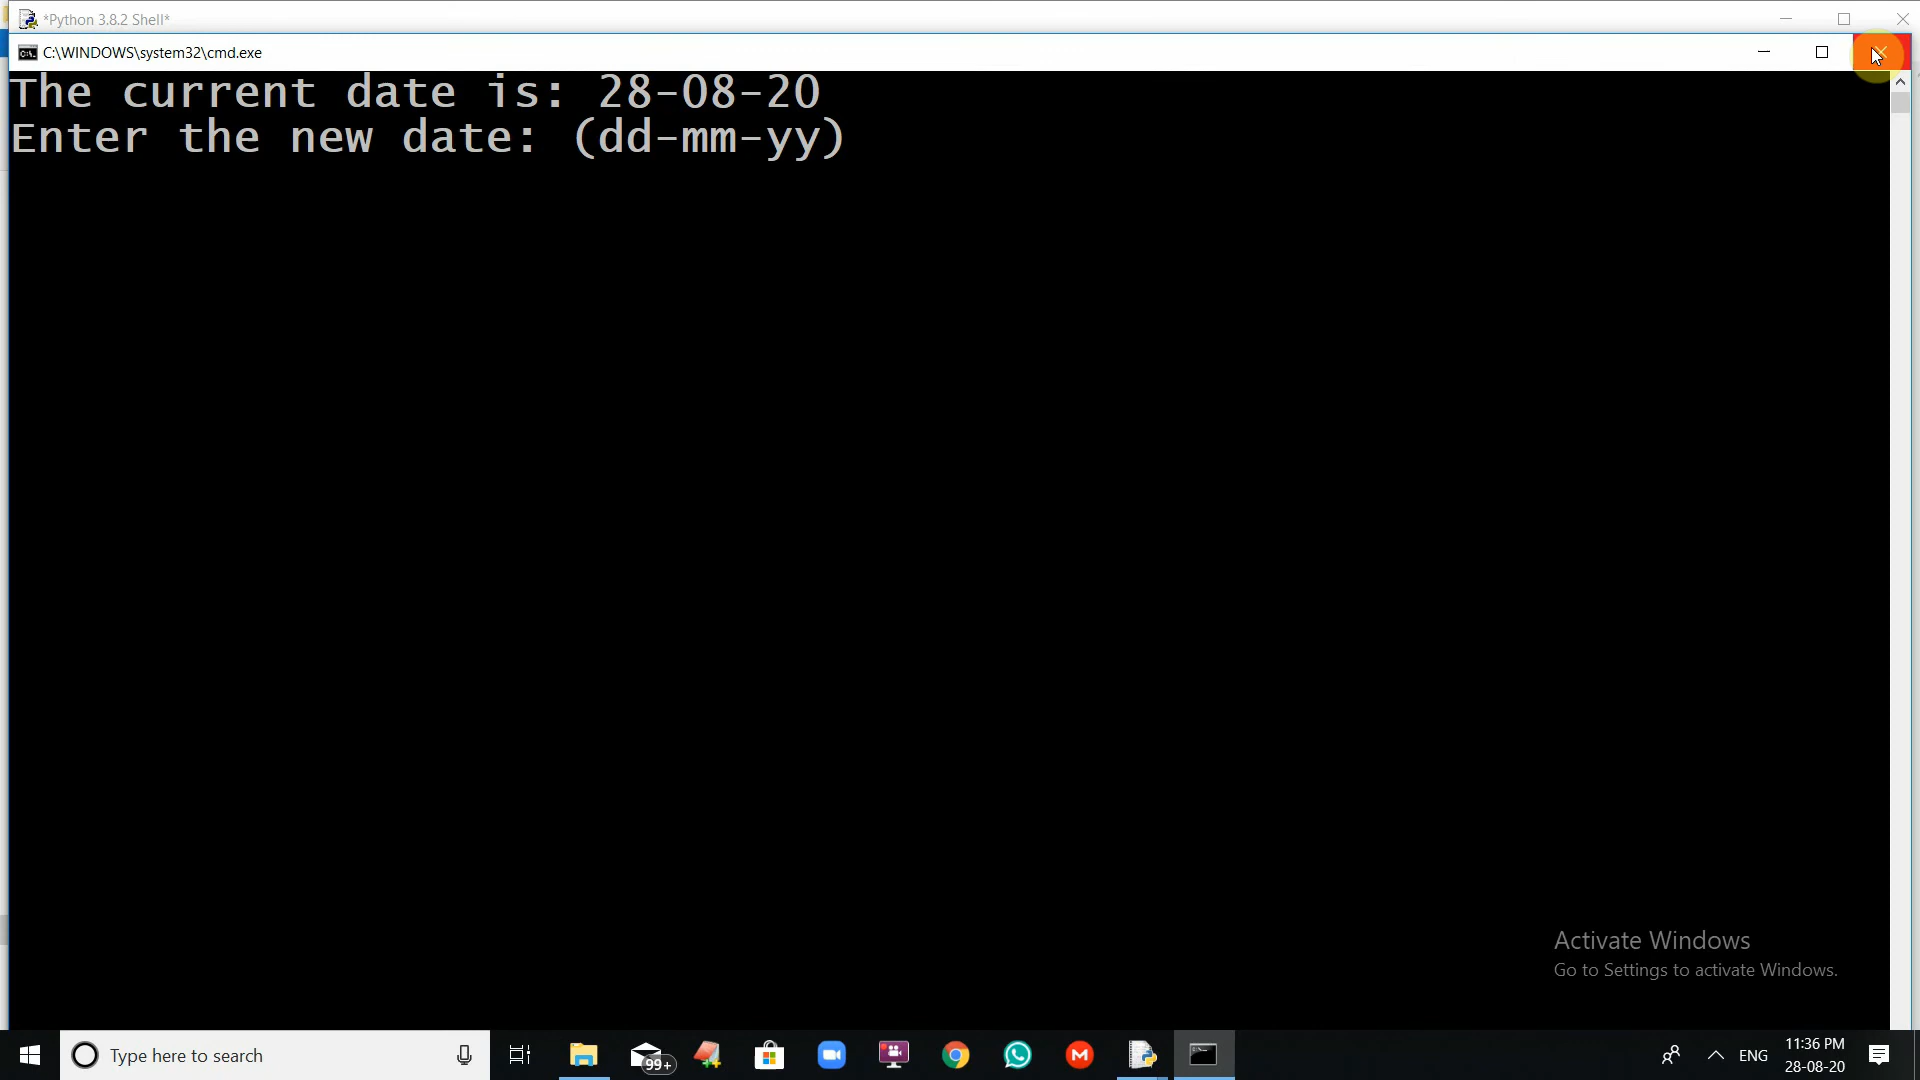 *Python 3.8.2 Shell*
C:\WINDOWS\system32\cmd.exe
The current date is: 28-08-20
Enter the new date: (dd-mm-yy)
Activate Windows
Go to Settings to activate Windows.
Type here to search
99+
ENG
11:36 PM
28-08-20